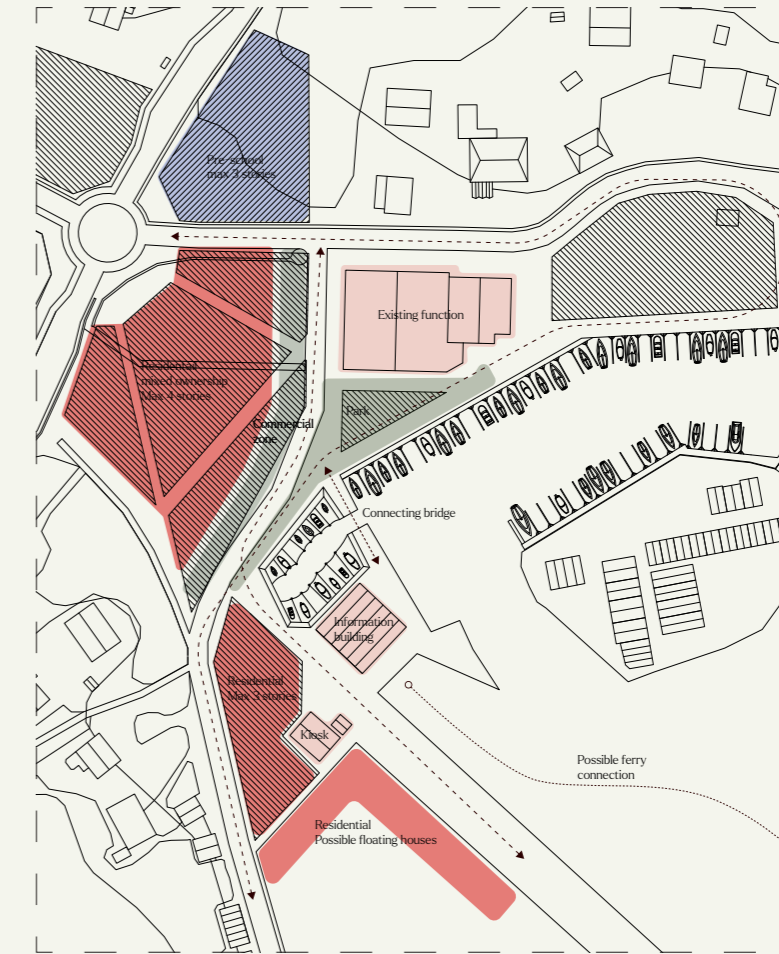 Pre-school
max 3 stories
Existing function
Residential
mixed ownership
Max 4 stories
Park
Commercial
zone
Connecting bridge
Information
building
Residential
Max 3 stories
Kiosk
Possible ferry
connection
Residential
Possible floating houses